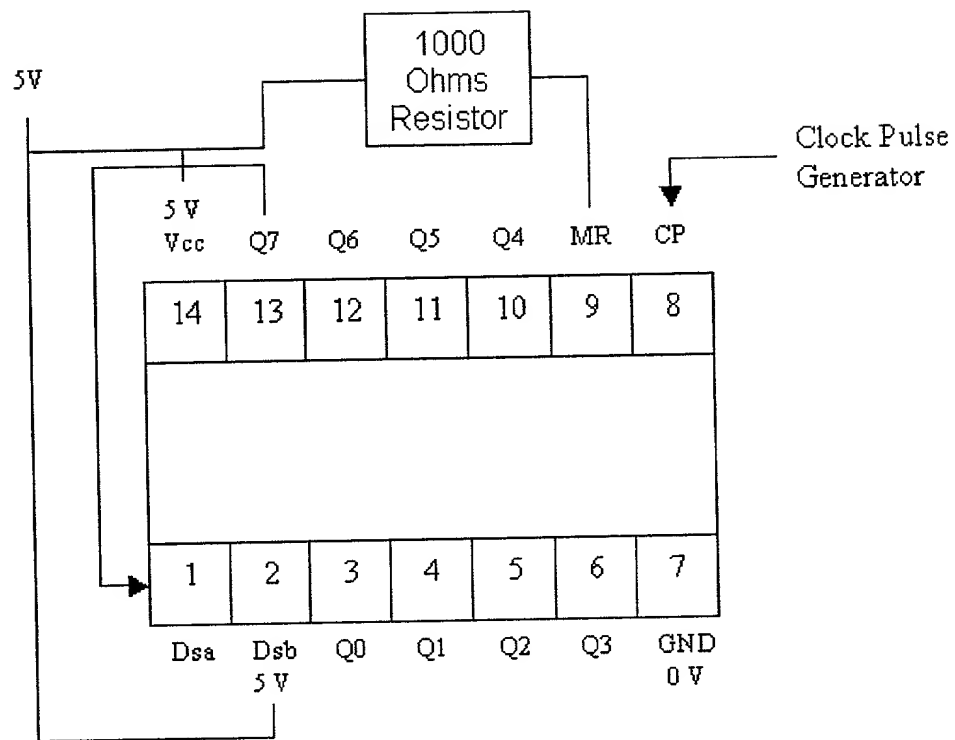 1000
Ohms
Resistor
5V
Clock Pulse
Generator
5 V
Vcc Q7 Q6 Q5 Q4 MR CP
14 13 12 11 10 9 8
1 2 3 4 5 6 7
Dsa Dsb Q0 Q1 Q2 Q3 GND
5 V 0 V